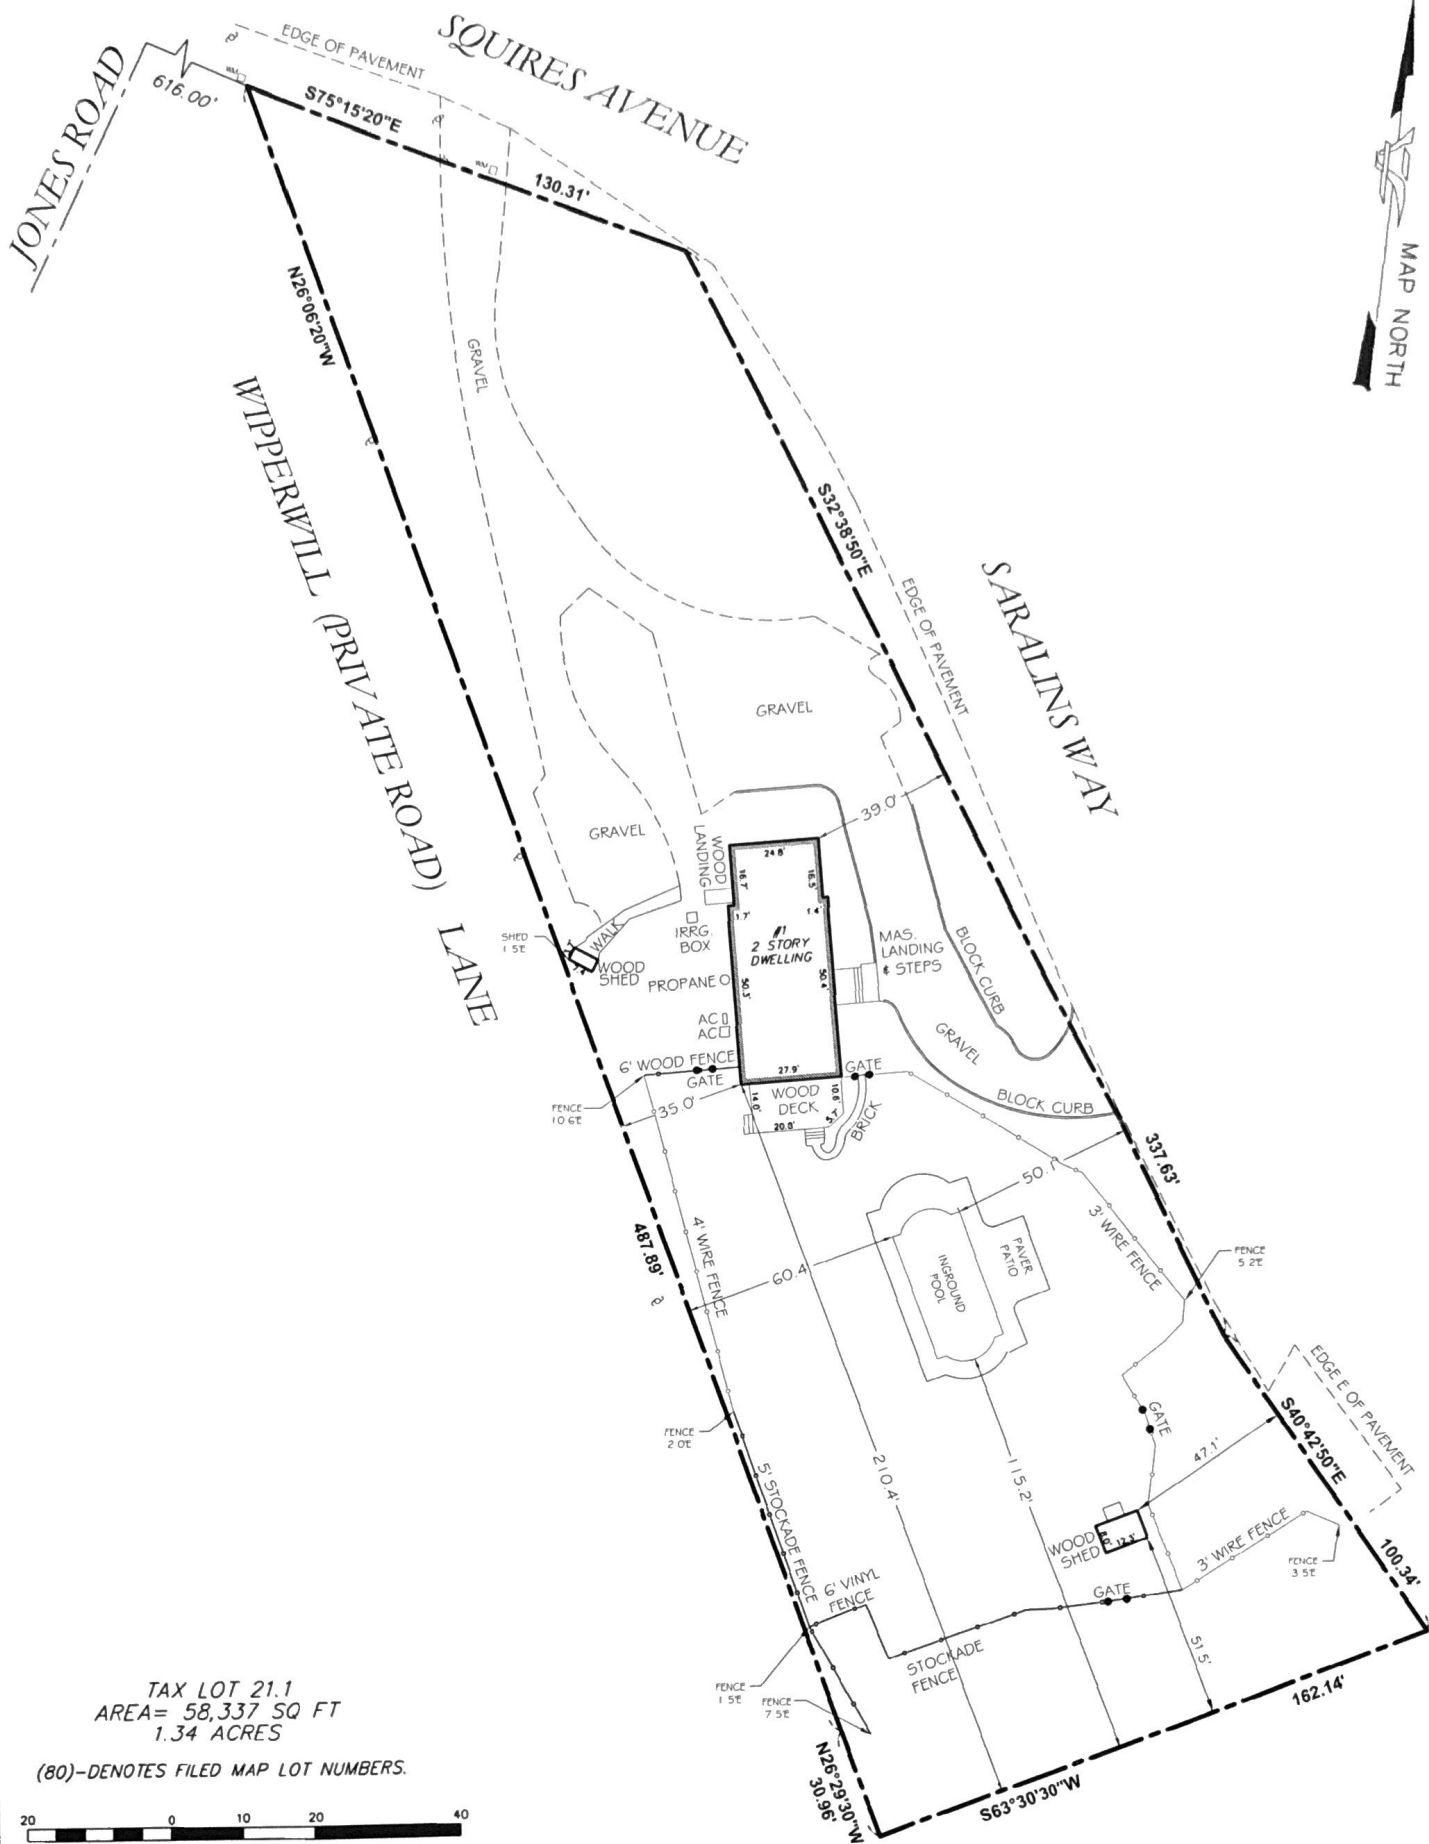 SQUIRES AVENUE
EDGE OF PAVEMENT
JONES ROAD
616.00'
WM
S75°15'20"E
WM
130.31'
MAP NORTH
N26°06'20"W
GRAVEL
WIPPERWILL (PRIVATE ROAD) LANE
S32°38'50"E
EDGE OF PAVEMENT
SARALINS WAY
GRAVEL
39.0'
GRAVEL
WOOD
LANDING
24.8'
16.7'
16.5'
1.7'
1.4'
#1
2 STORY
DWELLING
50.3'
50.4'
27.9'
SHED
1.5'E
WALK
WOOD
SHED
IRRG.
BOX
PROPANE
AC
AC
MAS.
LANDING
& STEPS
BLOCK CURB
GRAVEL
BLOCK CURB
6' WOOD FENCE
GATE
GATE
FENCE
10.6'E
35.0'
WOOD
DECK
14.0'
10.6'
20.8'
5.1'
BRICK
337.63'
50.1'
3' WIRE FENCE
4' WIRE FENCE
487.89'
60.4'
INGROUND
POOL
PAVER
PATIO
FENCE
5.2'E
EDGE E OF PAVEMENT
S40°42'50"E
GATE
FENCE
2.0'E
47.1'
5' STOCKADE FENCE
210.4'
115.2'
WOOD
SHED
8.0'
12.3'
3' WIRE FENCE
FENCE
3.5'E
100.34'
6' VINYL
FENCE
GATE
STOCKADE
FENCE
51.5'
FENCE
1.5'E
FENCE
7.5'E
162.14'
S63°30'30"W
N26°29'30"W
30.96'
TAX LOT 21.1
AREA= 58,337 SQ FT
1.34 ACRES
(80)-DENOTES FILED MAP LOT NUMBERS.
20 0 10 20 40